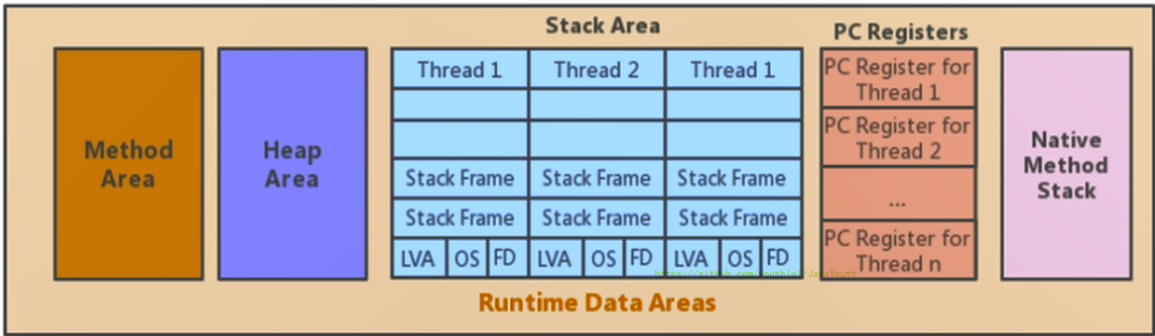 Stack Area
PC Registers
Method
Area
Heap
Area
Thread 1
Thread 2
Thread 1
Stack Frame
Stack Frame
Stack Frame
Stack Frame
Stack Frame
Stack Frame
LVA
OS
FD
LVA
OS
FD
LVA
OS
FD
PC Register for
Thread 1
PC Register for
Thread 2
...
PC Register for
Thread n
Native
Method
Stack
Runtime Data Areas